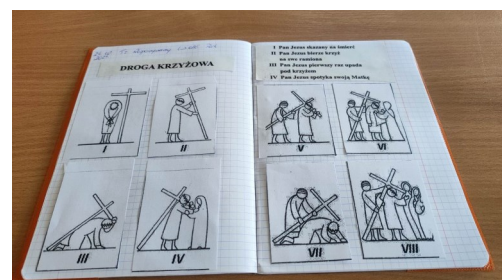 DROGA KRZYŻOWA
I
II
III
IV
I Pan Jezus skazany na śmierć
II Pan Jezus bierze krzyż
na swe ramiona
III Pan Jezus pierwszy raz upada
pod krzyżem
IV Pan Jezus spotyka swoją Matkę
V
VI
VII
VIII